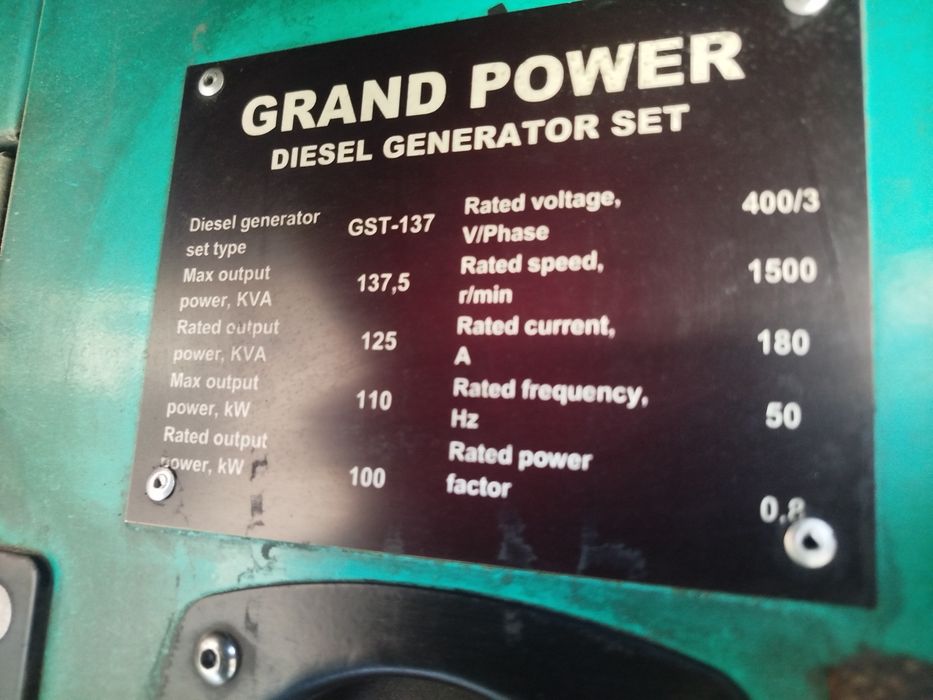 GRAND POWER
DIESEL GENERATOR SET
Diesel generator
set type
GST-137
Max output
power, KVA
137,5
Rated output
power, KVA
125
Max output
power, kW
110
Rated output
power, kW
100
Rated voltage,
V/Phase
400/3
Rated speed,
r/min
1500
Rated current,
A
180
Rated frequency,
Hz
50
Rated power
factor
0.8